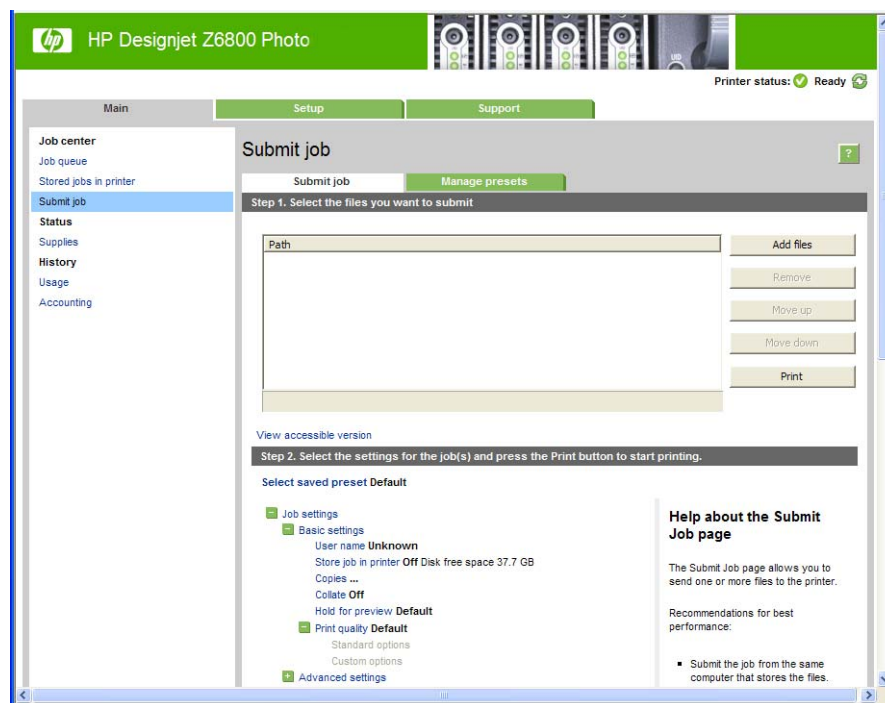 hp HP Designjet Z6800 Photo
UID
Printer status: Ready
Main Setup Support
Job center
Job queue
Stored jobs in printer
Submit job
Status
Supplies
History
Usage
Accounting
Submit job
?
Submit job Manage presets
Step 1. Select the files you want to submit
Path
Add files
Remove
Move up
Move down
Print
View accessible version
Step 2. Select the settings for the job(s) and press the Print button to start printing.
Select saved preset Default
Job settings
Basic settings
User name Unknown
Store job in printer Off Disk free space 37.7 GB
Copies ...
Collate Off
Hold for preview Default
Print quality Default
Standard options
Custom options
Advanced settings
Help about the Submit
Job page
The Submit Job page allows you to
send one or more files to the printer.
Recommendations for best
performance:
Submit the job from the same
computer that stores the files.